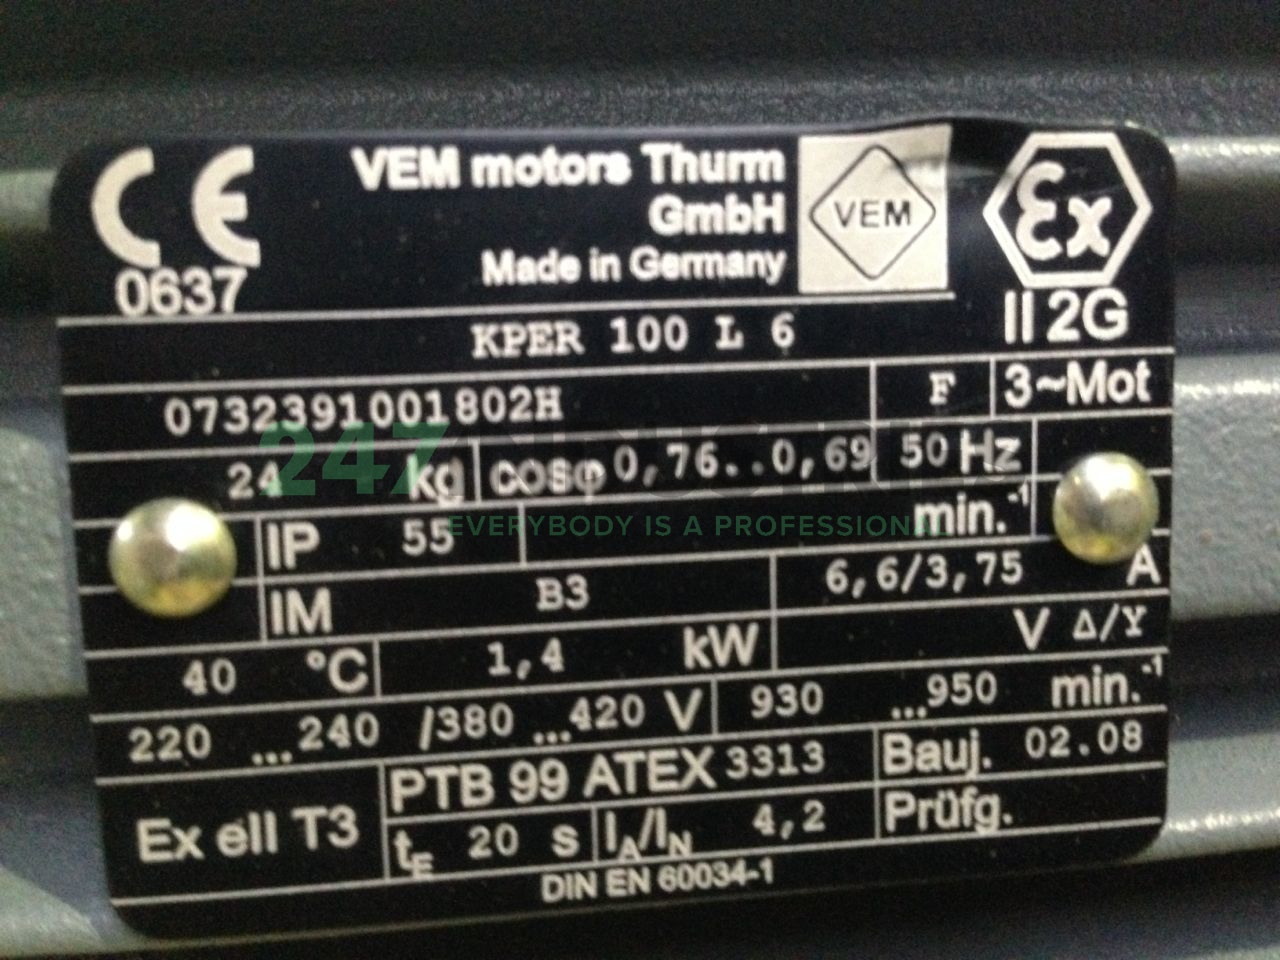 CE
0637
VEM motors Thurm
GmbH
Made in Germany
VEM
Ex
II 2G
KPER 100 L 6
0732391001802H F 3~Mot
24 kg cosφ 0,76..0,69 50 Hz
IP 55 min.⁻¹
IM B3 6,6/3,75 A
40 °C 1,4 kW V Δ/Y
220 ...240 /380 ...420 V 930 ...950 min.⁻¹
Ex eII T3 PTB 99 ATEX 3313 Bauj. 02.08
tE 20 s IA/IN 4,2 Prüfg.
DIN EN 60034-1
247
EVERYBODY IS A PROFESSIONAL